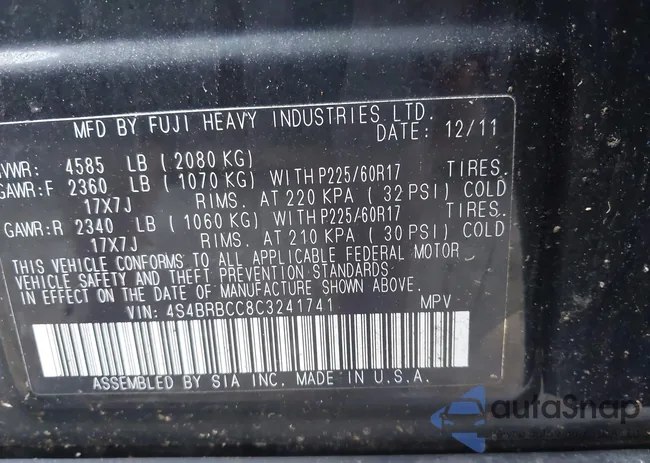 MFD BY FUJI HEAVY INDUSTRIES LTD.
DATE: 12/11
VWR: 4585 LB (2080 KG)
GAWR:F 2360 LB (1070 KG) WITH P225/60R17 TIRES.
17X7J RIMS. AT 220 KPA (32 PSI) COLD
GAWR:R 2340 LB (1060 KG) WITH P225/60R17 TIRES.
17X7J RIMS. AT 210 KPA (30 PSI) COLD
THIS VEHICLE CONFORMS TO ALL APPLICABLE FEDERAL MOTOR
VEHICLE SAFETY AND THEFT PREVENTION STANDARDS
IN EFFECT ON THE DATE OF MANUFACTURE SHOWN ABOVE.
VIN: 4S4BRBCC8C3241741 MPV
ASSEMBLED BY SIA INC. MADE IN U.S.A.
autoSnap